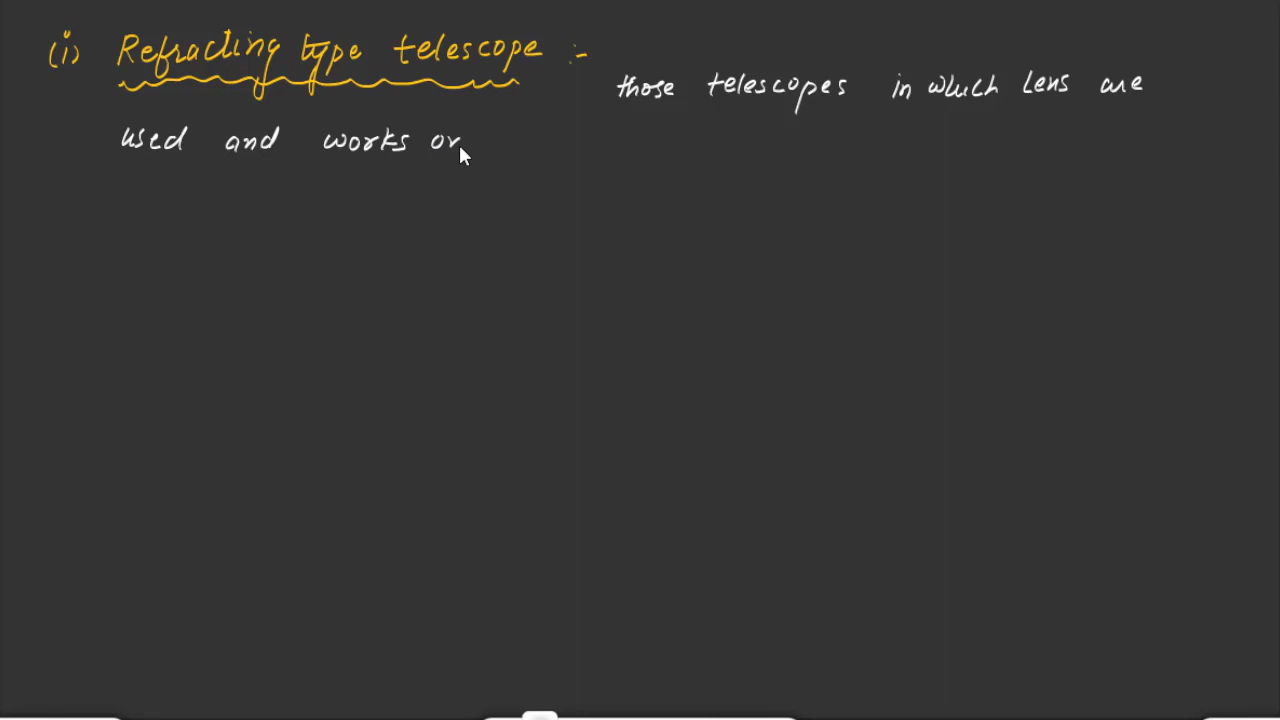 (i) Refracting type telescope :-
those telescopes in which Lens are
used and works on